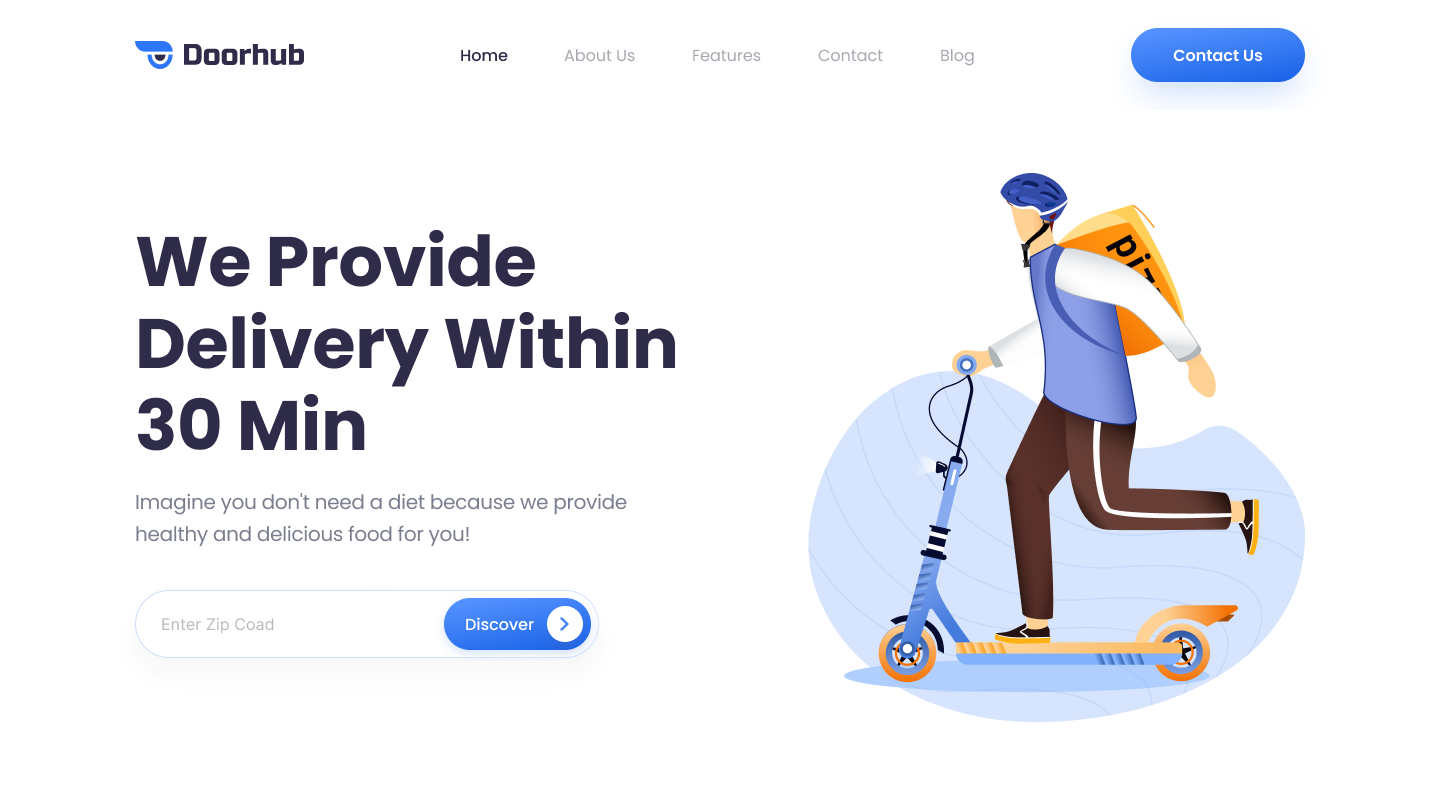 Doorhub
Home
About Us
Features
Contact
Blog
Contact Us
We Provide
Delivery Within
30 Min
Imagine you don't need a diet because we provide
healthy and delicious food for you!
Enter Zip Coad
Discover